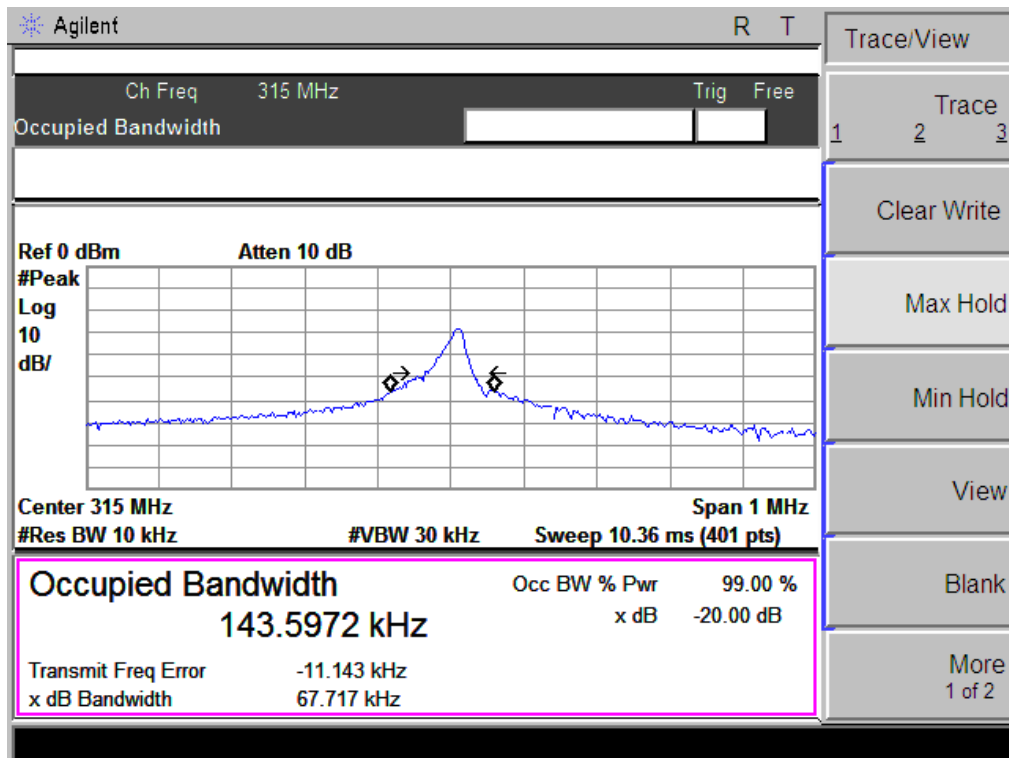 Agilent R T
Trace/View
Ch Freq 315 MHz Trig Free
Occupied Bandwidth
Trace
1 2 3
Clear Write
Ref 0 dBm Atten 10 dB
#Peak
Log
10
dB/
Max Hold
Min Hold
Center 315 MHz Span 1 MHz
#Res BW 10 kHz #VBW 30 kHz Sweep 10.36 ms (401 pts)
View
Occupied Bandwidth Occ BW % Pwr 99.00 %
143.5972 kHz x dB -20.00 dB
Transmit Freq Error -11.143 kHz
x dB Bandwidth 67.717 kHz
Blank
More
1 of 2